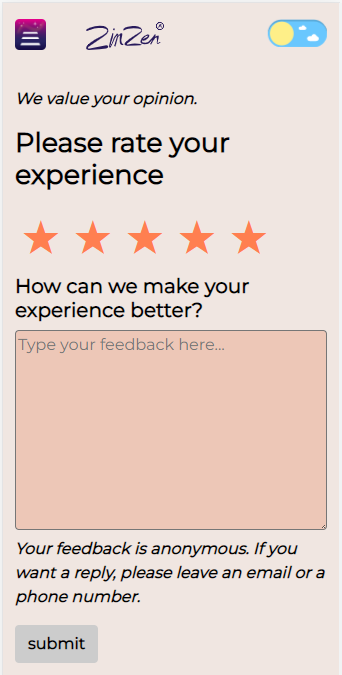 ZinZen®
We value your opinion.
Please rate your
experience
How can we make your
experience better?
Type your feedback here...
Your feedback is anonymous. If you
want a reply, please leave an email or a
phone number.
submit